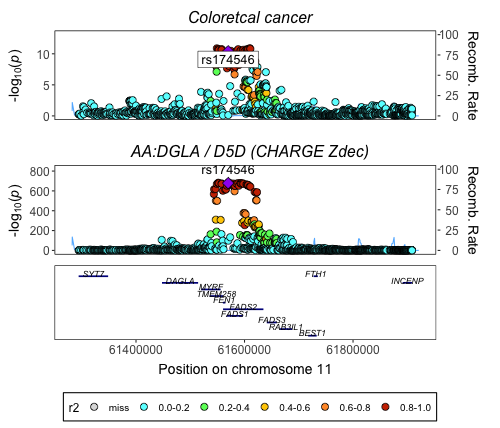 Coloretcal cancer
-log10(p)
10
5
0
100
75
50
25
0
Recomb. Rate
rs174546
AA:DGLA / D5D (CHARGE Zdec)
-log10(p)
800
600
400
200
0
100
75
50
25
0
Recomb. Rate
rs174546
SYT7
FTH1
INCENP
DAGLA
MYRF
TMEM258
FEN1
FADS2
FADS1
FADS3
RAB3IL1
BEST1
61400000 61600000 61800000
Position on chromosome 11
r2 miss 0.0-0.2 0.2-0.4 0.4-0.6 0.6-0.8 0.8-1.0